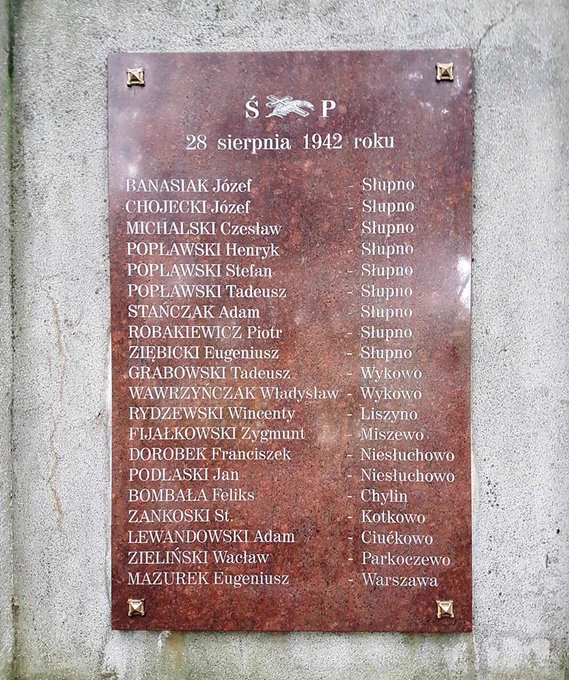 Ś P
28 sierpnia 1942 roku
BANASIAK Józef - Słupno
CHOJECKI Józef - Słupno
MICHALSKI Czesław - Słupno
POPŁAWSKI Henryk - Słupno
POPŁAWSKI Stefan - Słupno
POPŁAWSKI Tadeusz - Słupno
STAŃCZAK Adam - Słupno
ROBAKIEWICZ Piotr - Słupno
ZIĘBICKI Eugeniusz - Słupno
GRABOWSKI Tadeusz - Wykowo
WAWRZYŃCZAK Władysław - Wykowo
RYDZEWSKI Wincenty - Liszyno
FIJAŁKOWSKI Zygmunt - Miszewo
DOROBEK Franciszek - Niesłuchowo
PODLASKI Jan - Niesłuchowo
BOMBAŁA Feliks - Chylin
ZANKOSKI St. - Kotkowo
LEWANDOWSKI Adam - Ciućkowo
ZIELIŃSKI Wacław - Parkoczewo
MAZUREK Eugeniusz - Warszawa